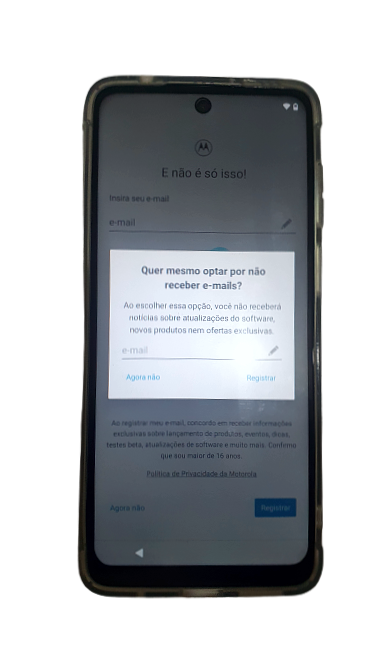 E não é só isso!
Insira seu e-mail
e-mail
Quer mesmo optar por não
receber e-mails?
Ao escolher essa opção, você não receberá
notícias sobre atualizações do software,
novos produtos nem ofertas exclusivas.
e-mail
Agora não
Registrar
Ao registrar meu e-mail, concordo em receber informações
exclusivas sobre lançamento de produtos, eventos, dicas,
testes beta, atualizações de software e muito mais. Confirmo
que sou maior de 16 anos.
Política de Privacidade da Motorola
Agora não
Registrar